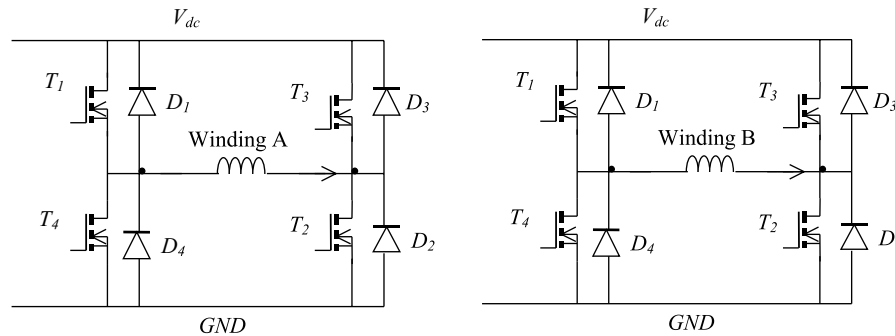 V_dc
T_1
D_1
T_3
D_3
Winding A
T_4
D_4
T_2
D_2
GND
V_dc
T_1
D_1
T_3
D_3
Winding B
T_4
D_4
T_2
D
GND